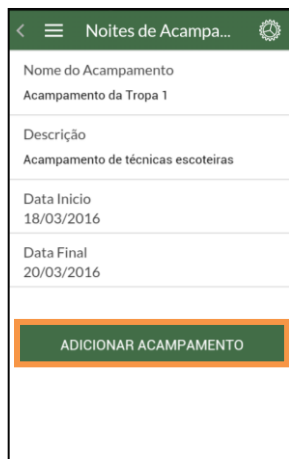 Noites de Acampa...
Nome do Acampamento
Acampamento da Tropa 1
Descrição
Acampamento de técnicas escoteiras
Data Inicio
18/03/2016
Data Final
20/03/2016
ADICIONAR ACAMPAMENTO